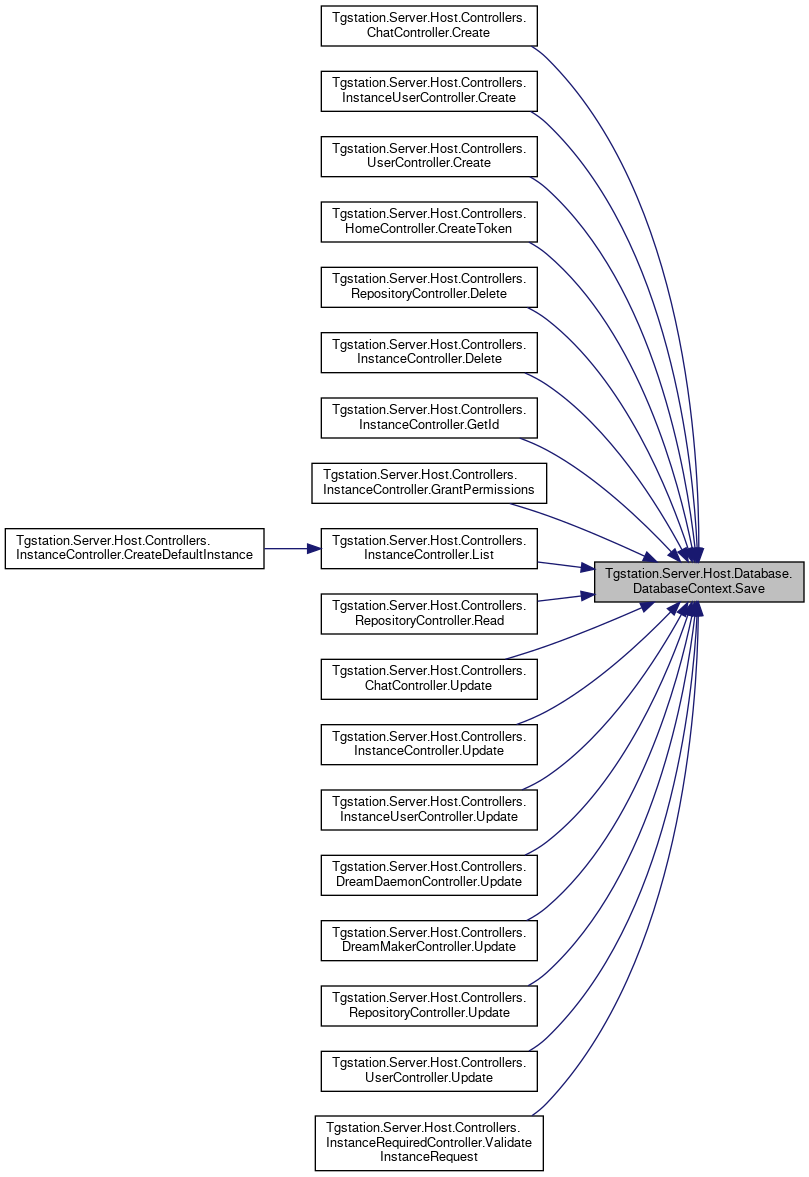 Tgstation.Server.Host.Controllers.
ChatController.Create
Tgstation.Server.Host.Controllers.
InstanceUserController.Create
Tgstation.Server.Host.Controllers.
UserController.Create
Tgstation.Server.Host.Controllers.
HomeController.CreateToken
Tgstation.Server.Host.Controllers.
RepositoryController.Delete
Tgstation.Server.Host.Controllers.
InstanceController.Delete
Tgstation.Server.Host.Controllers.
InstanceController.GetId
Tgstation.Server.Host.Controllers.
InstanceController.GrantPermissions
Tgstation.Server.Host.Controllers.
InstanceController.CreateDefaultInstance
Tgstation.Server.Host.Controllers.
InstanceController.List
Tgstation.Server.Host.Database.
DatabaseContext.Save
Tgstation.Server.Host.Controllers.
RepositoryController.Read
Tgstation.Server.Host.Controllers.
ChatController.Update
Tgstation.Server.Host.Controllers.
InstanceController.Update
Tgstation.Server.Host.Controllers.
InstanceUserController.Update
Tgstation.Server.Host.Controllers.
DreamDaemonController.Update
Tgstation.Server.Host.Controllers.
DreamMakerController.Update
Tgstation.Server.Host.Controllers.
RepositoryController.Update
Tgstation.Server.Host.Controllers.
UserController.Update
Tgstation.Server.Host.Controllers.
InstanceRequiredController.Validate
InstanceRequest